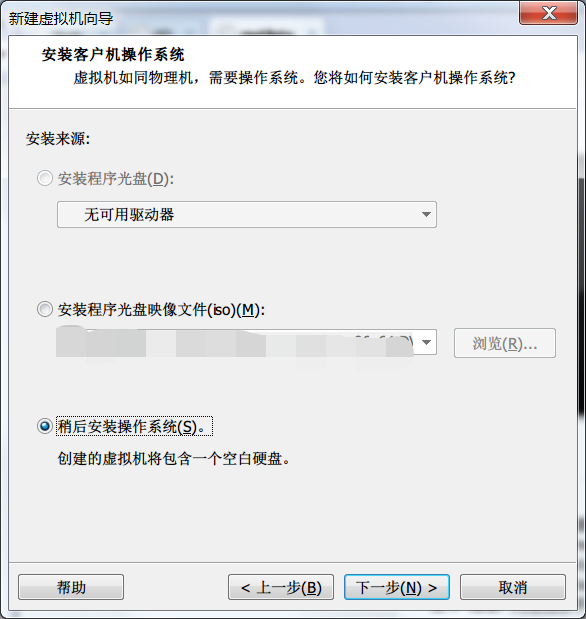 新建虚拟机向导
安装客户机操作系统
虚拟机如同物理机，需要操作系统。您将如何安装客户机操作系统?
安装来源:
安装程序光盘(D):
无可用驱动器
安装程序光盘映像文件(iso)(M):
浏览(R)...
稍后安装操作系统(S)。
创建的虚拟机将包含一个空白硬盘。
帮助
< 上一步(B)
下一步(N) >
取消